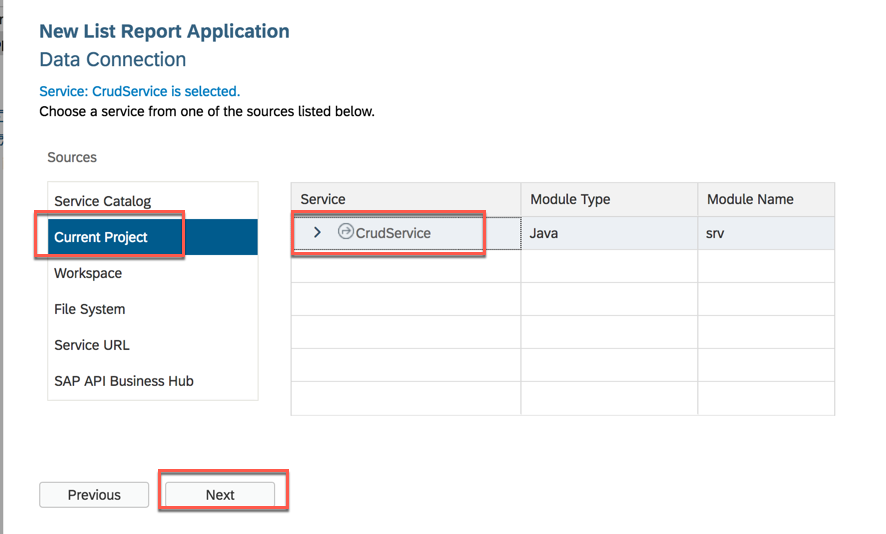 New List Report Application
Data Connection
Service: CrudService is selected.
Choose a service from one of the sources listed below.
Sources
Service Catalog
Current Project
Workspace
File System
Service URL
SAP API Business Hub
Service Module Type Module Name
CrudService Java srv
Previous Next